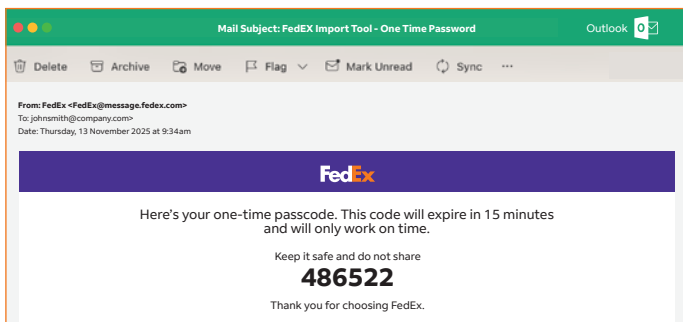 Mail Subject: FedEX Import Tool - One Time Password
Outlook
Delete Archive Move Flag Mark Unread Sync ...
From: FedEx <FedEx@message.fedex.com>
To: johnsmith@company.com>
Date: Thursday, 13 November 2025 at 9:34am
FedEx
Here's your one-time passcode. This code will expire in 15 minutes
and will only work on time.
Keep it safe and do not share
486522
Thank you for choosing FedEx.